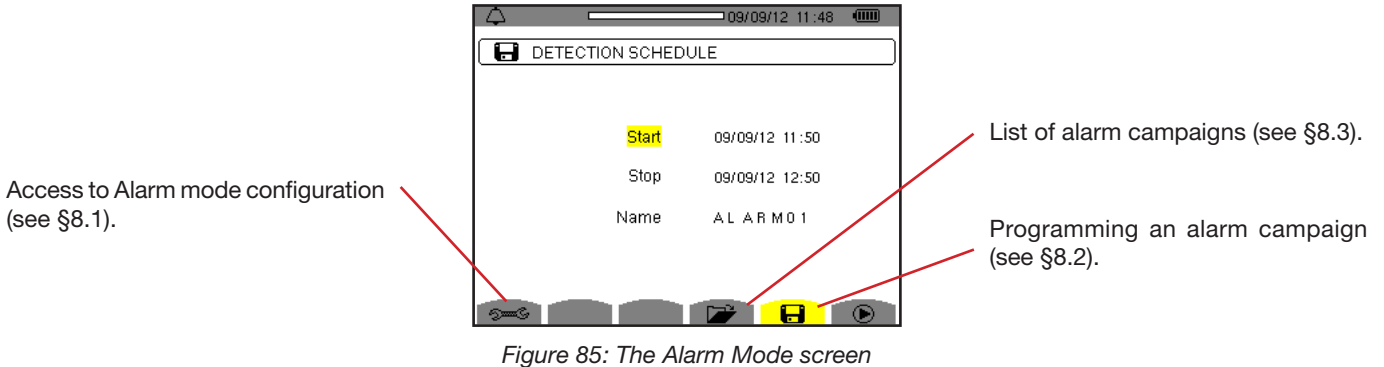 09/09/12 11:48
DETECTION SCHEDULE
Start 09/09/12 11:50
Stop 09/09/12 12:50
Name ALARM01
Access to Alarm mode configuration
(see §8.1).
List of alarm campaigns (see §8.3).
Programming an alarm campaign
(see §8.2).
Figure 85: The Alarm Mode screen